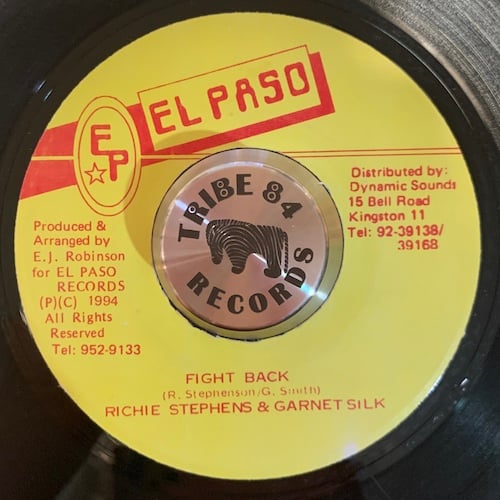 EL PASO
EP
Produced &
Arranged by
E.J. Robinson
for EL PASO
RECORDS
(P)(C) 1994
All Rights
Reserved
Tel: 952-9133
TRIBE 84
RECORDS
Distributed by:
Dynamic Sounds
15 Bell Road
Kingston 11
Tel: 92-39138/
39168
FIGHT BACK
(R. Stephenson/G. Smith)
RICHIE STEPHENS & GARNET SILK